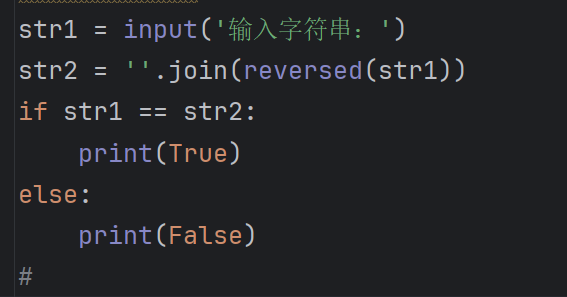 str1 = input('输入字符串：')
str2 = ''.join(reversed(str1))
if str1 == str2:
    print(True)
else:
    print(False)
#